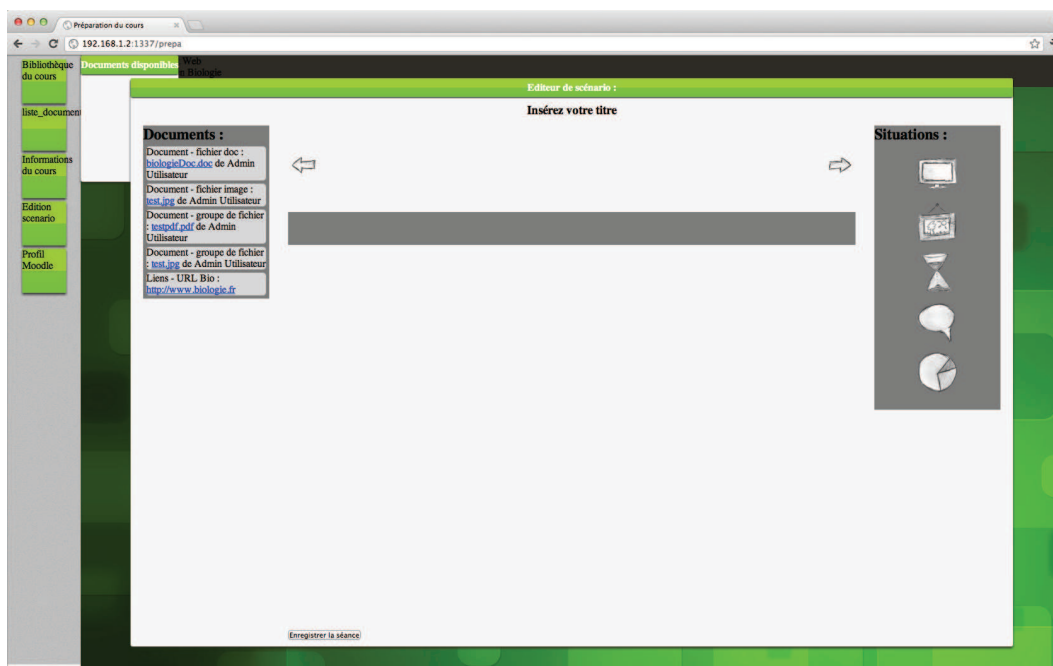 Préparation du cours
192.168.1.2:1337/prepa
Bibliothèque
du cours
liste_documen
Informations
du cours
Edition
scenario
Profil
Moodle
Documents disponibles
Web
n Biologie
Editeur de scénario :
Insérez votre titre
Documents :
Document - fichier doc :
biologieDoc.doc de Admin
Utilisateur
Document - fichier image :
test.jpg de Admin Utilisateur
Document - groupe de fichier
: testpdf.pdf de Admin
Utilisateur
Document - groupe de fichier
: test.jpg de Admin Utilisateur
Liens - URL Bio :
http://www.biologie.fr
Situations :
Enregistrer la séance